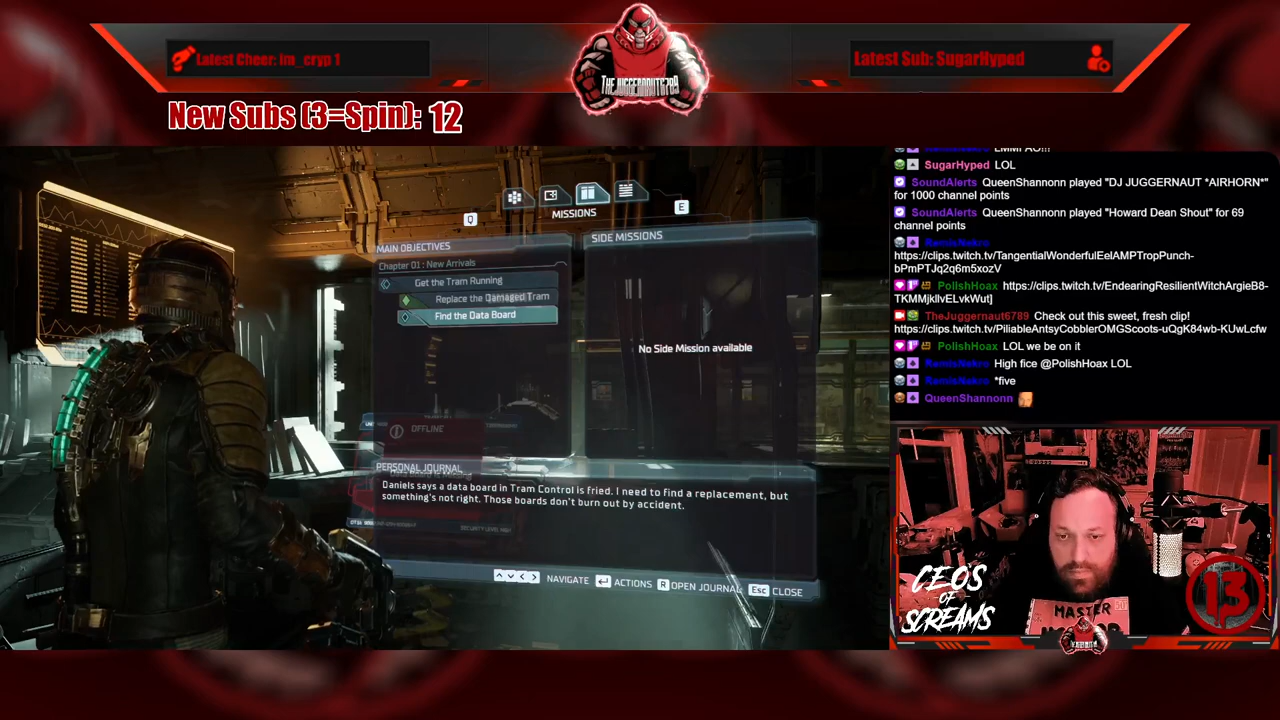 Latest Cheer: im_cryp 1
THEJUGGERNAUT6789
Latest Sub: SugarHyped
New Subs (3=Spin): 12
MISSIONS
Q
E
MAIN OBJECTIVES
Chapter 01 : New Arrivals
Get the Tram Running
Replace the Damaged Tram
Find the Data Board
SIDE MISSIONS
No Side Mission available
OFFLINE
PERSONAL JOURNAL
Daniels says a data board in Tram Control is fried. I need to find a replacement, but
something's not right. Those boards don't burn out by accident.
NAVIGATE ACTIONS R OPEN JOURNAL Esc CLOSE
SugarHyped LOL
SoundAlerts QueenShannonn played "DJ JUGGERNAUT *AIRHORN*"
for 1000 channel points
SoundAlerts QueenShannonn played "Howard Dean Shout" for 69
channel points
RamisNekro
https://clips.twitch.tv/TangentialWonderfulEelAMPTropPunch-
bPmPTJq2q6m5xozV
PolishHoax https://clips.twitch.tv/EndearingResilientWitchArgieB8-
TKMMjkllvELvkWut]
TheJuggernaut6789 Check out this sweet, fresh clip!
https://clips.twitch.tv/PiliableAntsyCobblerOMGScoots-uQgK84wb-KUwLcfw
PolishHoax LOL we be on it
RamisNekro High fice @PolishHoax LOL
RamisNekro *five
QueenShannonn
CEOS
OF
SCREAMS
MASTER
13